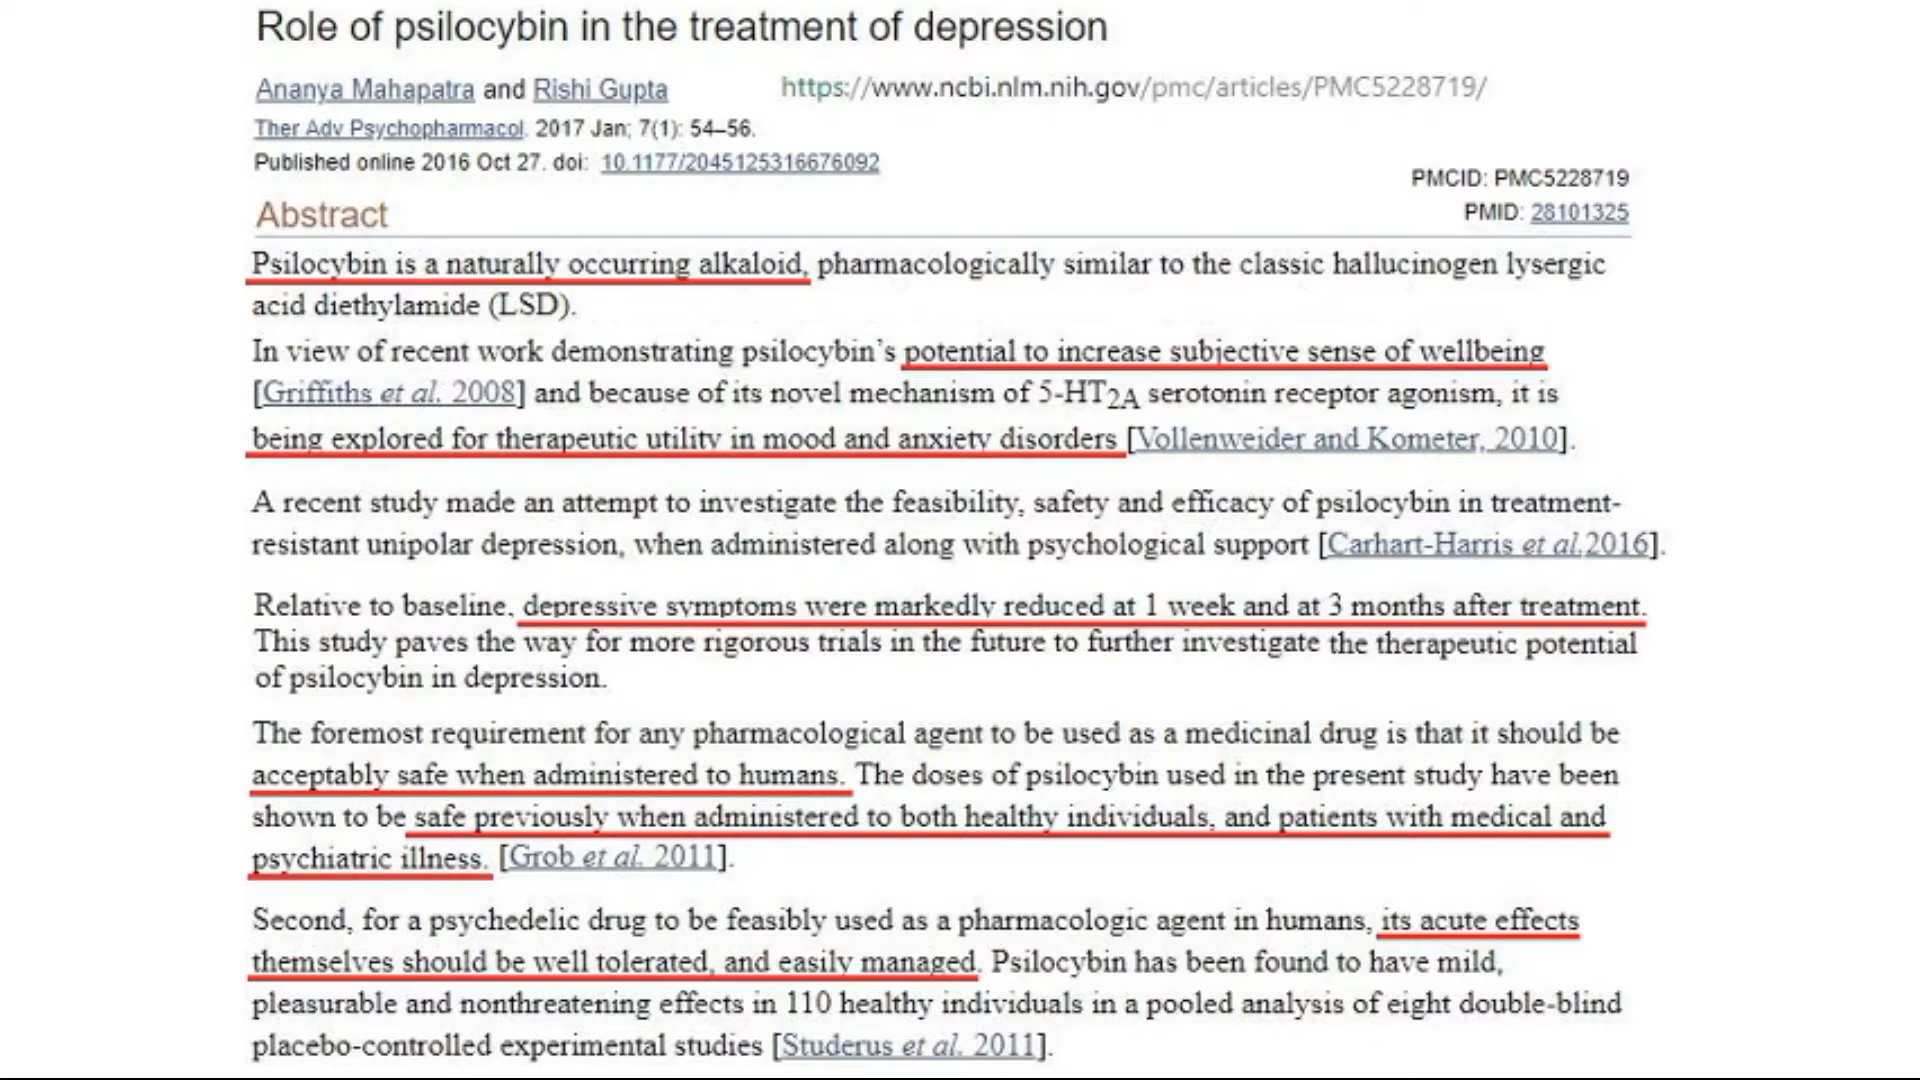 Role of psilocybin in the treatment of depression
Ananya Mahapatra and Rishi Gupta
https://www.ncbi.nlm.nih.gov/pmc/articles/PMC5228719/
Ther Adv Psychopharmacol. 2017 Jan; 7(1): 54–56.
Published online 2016 Oct 27. doi: 10.1177/2045125316676092
PMCID: PMC5228719
PMID: 28101325
Abstract
Psilocybin is a naturally occurring alkaloid, pharmacologically similar to the classic hallucinogen lysergic
acid diethylamide (LSD).
In view of recent work demonstrating psilocybin’s potential to increase subjective sense of wellbeing
[Griffiths et al. 2008] and because of its novel mechanism of 5-HT2A serotonin receptor agonism, it is
being explored for therapeutic utility in mood and anxiety disorders [Vollenweider and Kometer, 2010].
A recent study made an attempt to investigate the feasibility, safety and efficacy of psilocybin in treatment-
resistant unipolar depression, when administered along with psychological support [Carhart-Harris et al.2016].
Relative to baseline, depressive symptoms were markedly reduced at 1 week and at 3 months after treatment.
This study paves the way for more rigorous trials in the future to further investigate the therapeutic potential
of psilocybin in depression.
The foremost requirement for any pharmacological agent to be used as a medicinal drug is that it should be
acceptably safe when administered to humans. The doses of psilocybin used in the present study have been
shown to be safe previously when administered to both healthy individuals, and patients with medical and
psychiatric illness. [Grob et al. 2011].
Second, for a psychedelic drug to be feasibly used as a pharmacologic agent in humans, its acute effects
themselves should be well tolerated, and easily managed. Psilocybin has been found to have mild,
pleasurable and nonthreatening effects in 110 healthy individuals in a pooled analysis of eight double-blind
placebo-controlled experimental studies [Studerus et al. 2011].